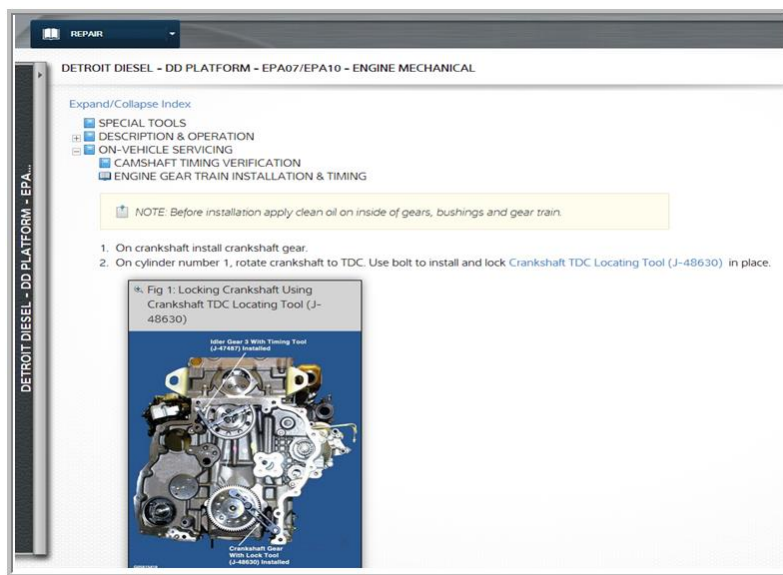 REPAIR
DETROIT DIESEL - DD PLATFORM - EPA07/EPA10 - ENGINE MECHANICAL
Expand/Collapse Index
SPECIAL TOOLS
DESCRIPTION & OPERATION
ON-VEHICLE SERVICING
CAMSHAFT TIMING VERIFICATION
ENGINE GEAR TRAIN INSTALLATION & TIMING
NOTE: Before installation apply clean oil on inside of gears, bushings and gear train.
1. On crankshaft install crankshaft gear.
2. On cylinder number 1, rotate crankshaft to TDC. Use bolt to install and lock Crankshaft TDC Locating Tool (J-48630) in place.
Fig 1: Locking Crankshaft Using
Crankshaft TDC Locating Tool (J-
48630)
Idler Gear 3 With Timing Tool
(J-47487) Installed
Crankshaft Gear
With Lock Tool
(J-48630) Installed
DETROIT DIESEL - DD PLATFORM - EPA...